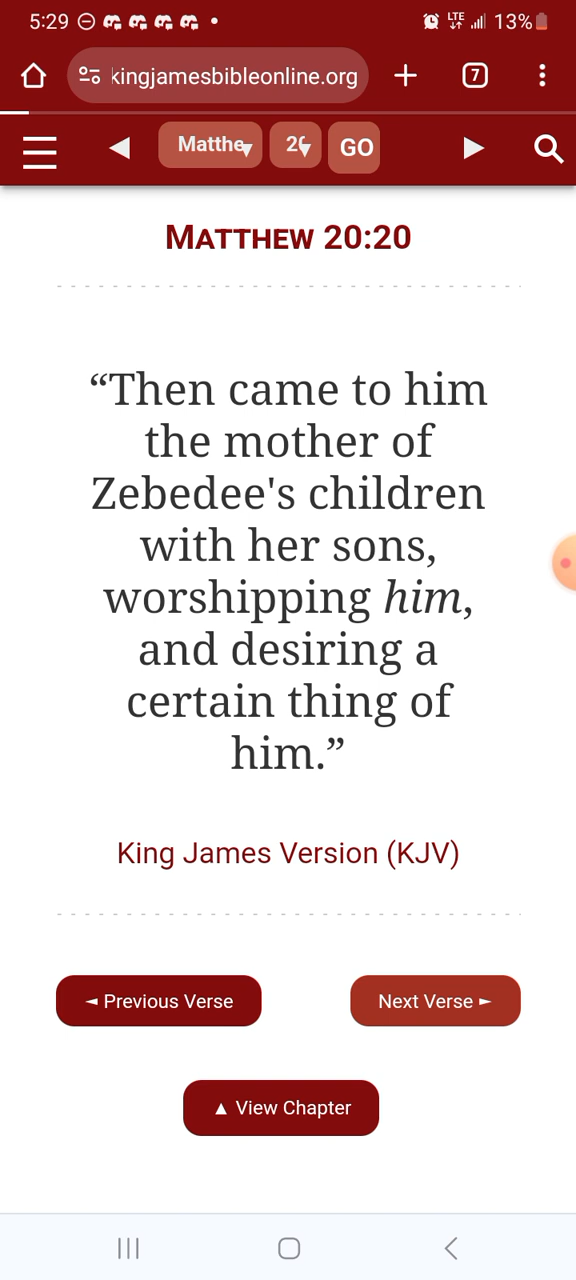 5:29
LTE
13%
kingjamesbibleonline.org
7
Matthe
GO
MATTHEW 20:20
“Then came to him
the mother of
Zebedee's children
with her sons,
worshipping him,
and desiring a
certain thing of
him.”
King James Version (KJV)
◄ Previous Verse
Next Verse ►
▲ View Chapter